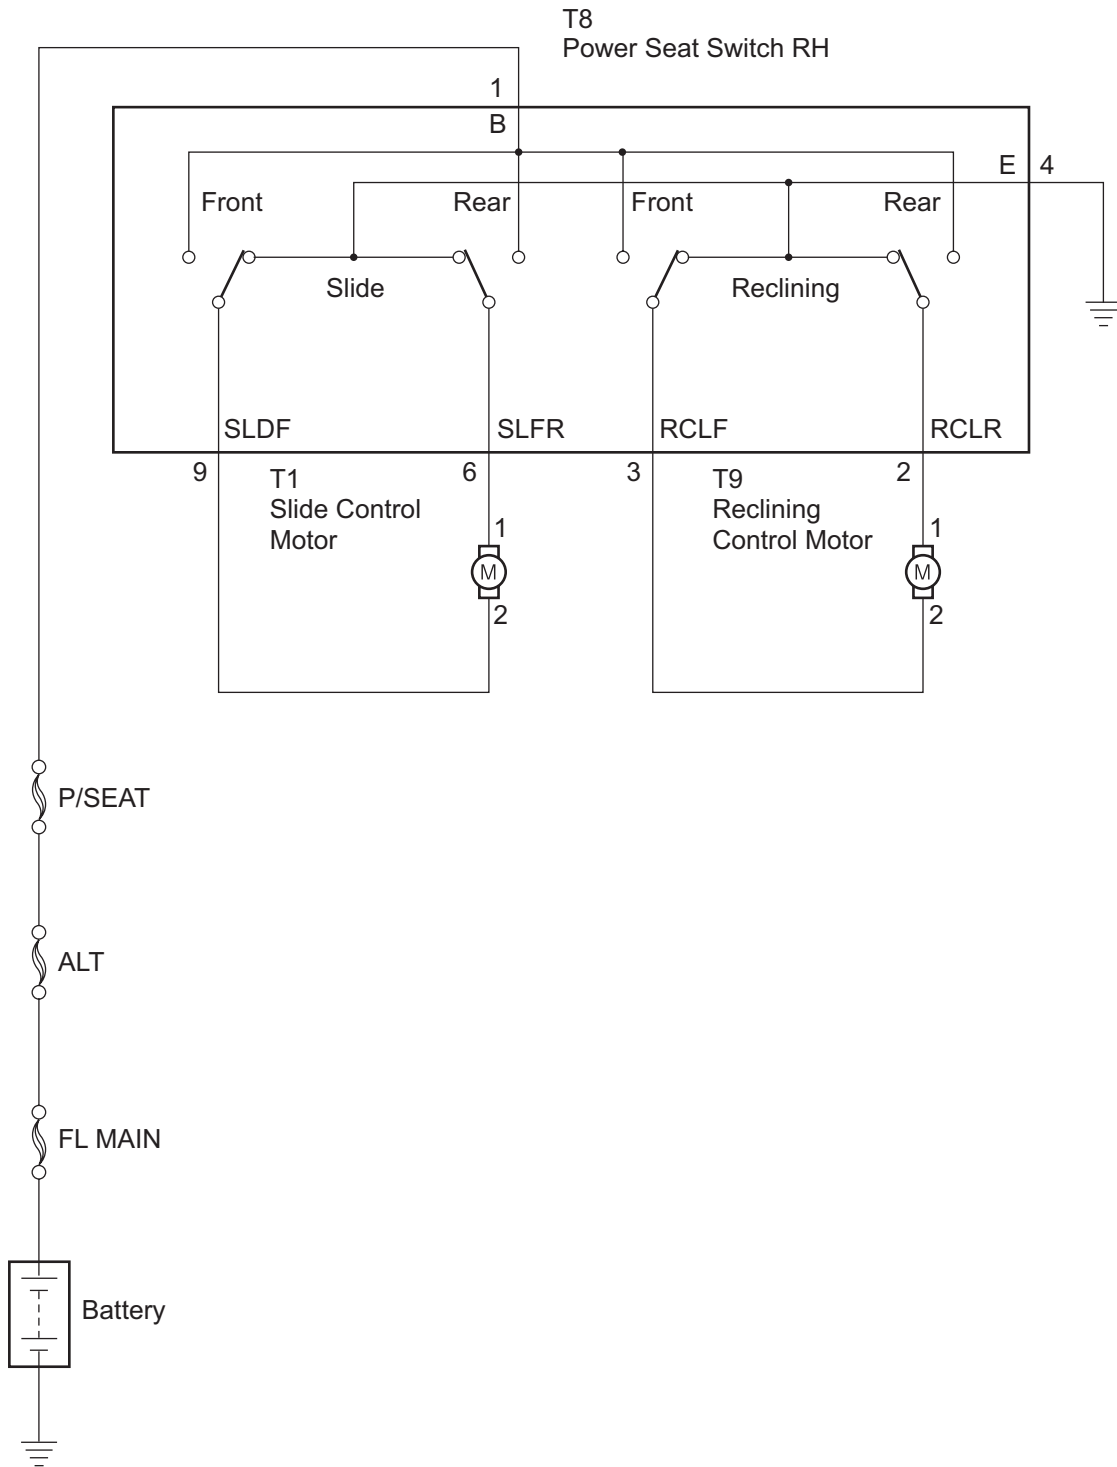 T8
Power Seat Switch RH
1
B
E 4
Front Rear Front Rear
Slide Reclining
SLDF SLFR RCLF RCLR
9 6 3 2
T1
Slide Control
Motor
T9
Reclining
Control Motor
1 1
M M
2 2
P/SEAT
ALT
FL MAIN
Battery